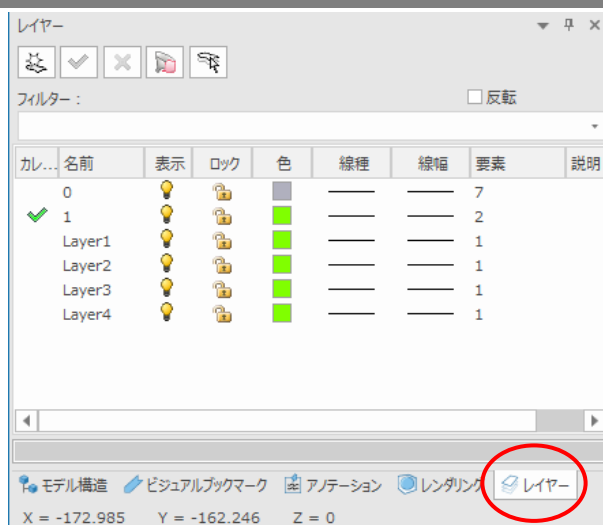 レイヤー
フィルター： 反転
カレ... 名前 表示 ロック 色 線種 線幅 要素 説明
0 7
1 2
Layer1 1
Layer2 1
Layer3 1
Layer4 1
モデル構造 ビジュアルブックマーク アノテーション レンダリング レイヤー
X = -172.985 Y = -162.246 Z = 0